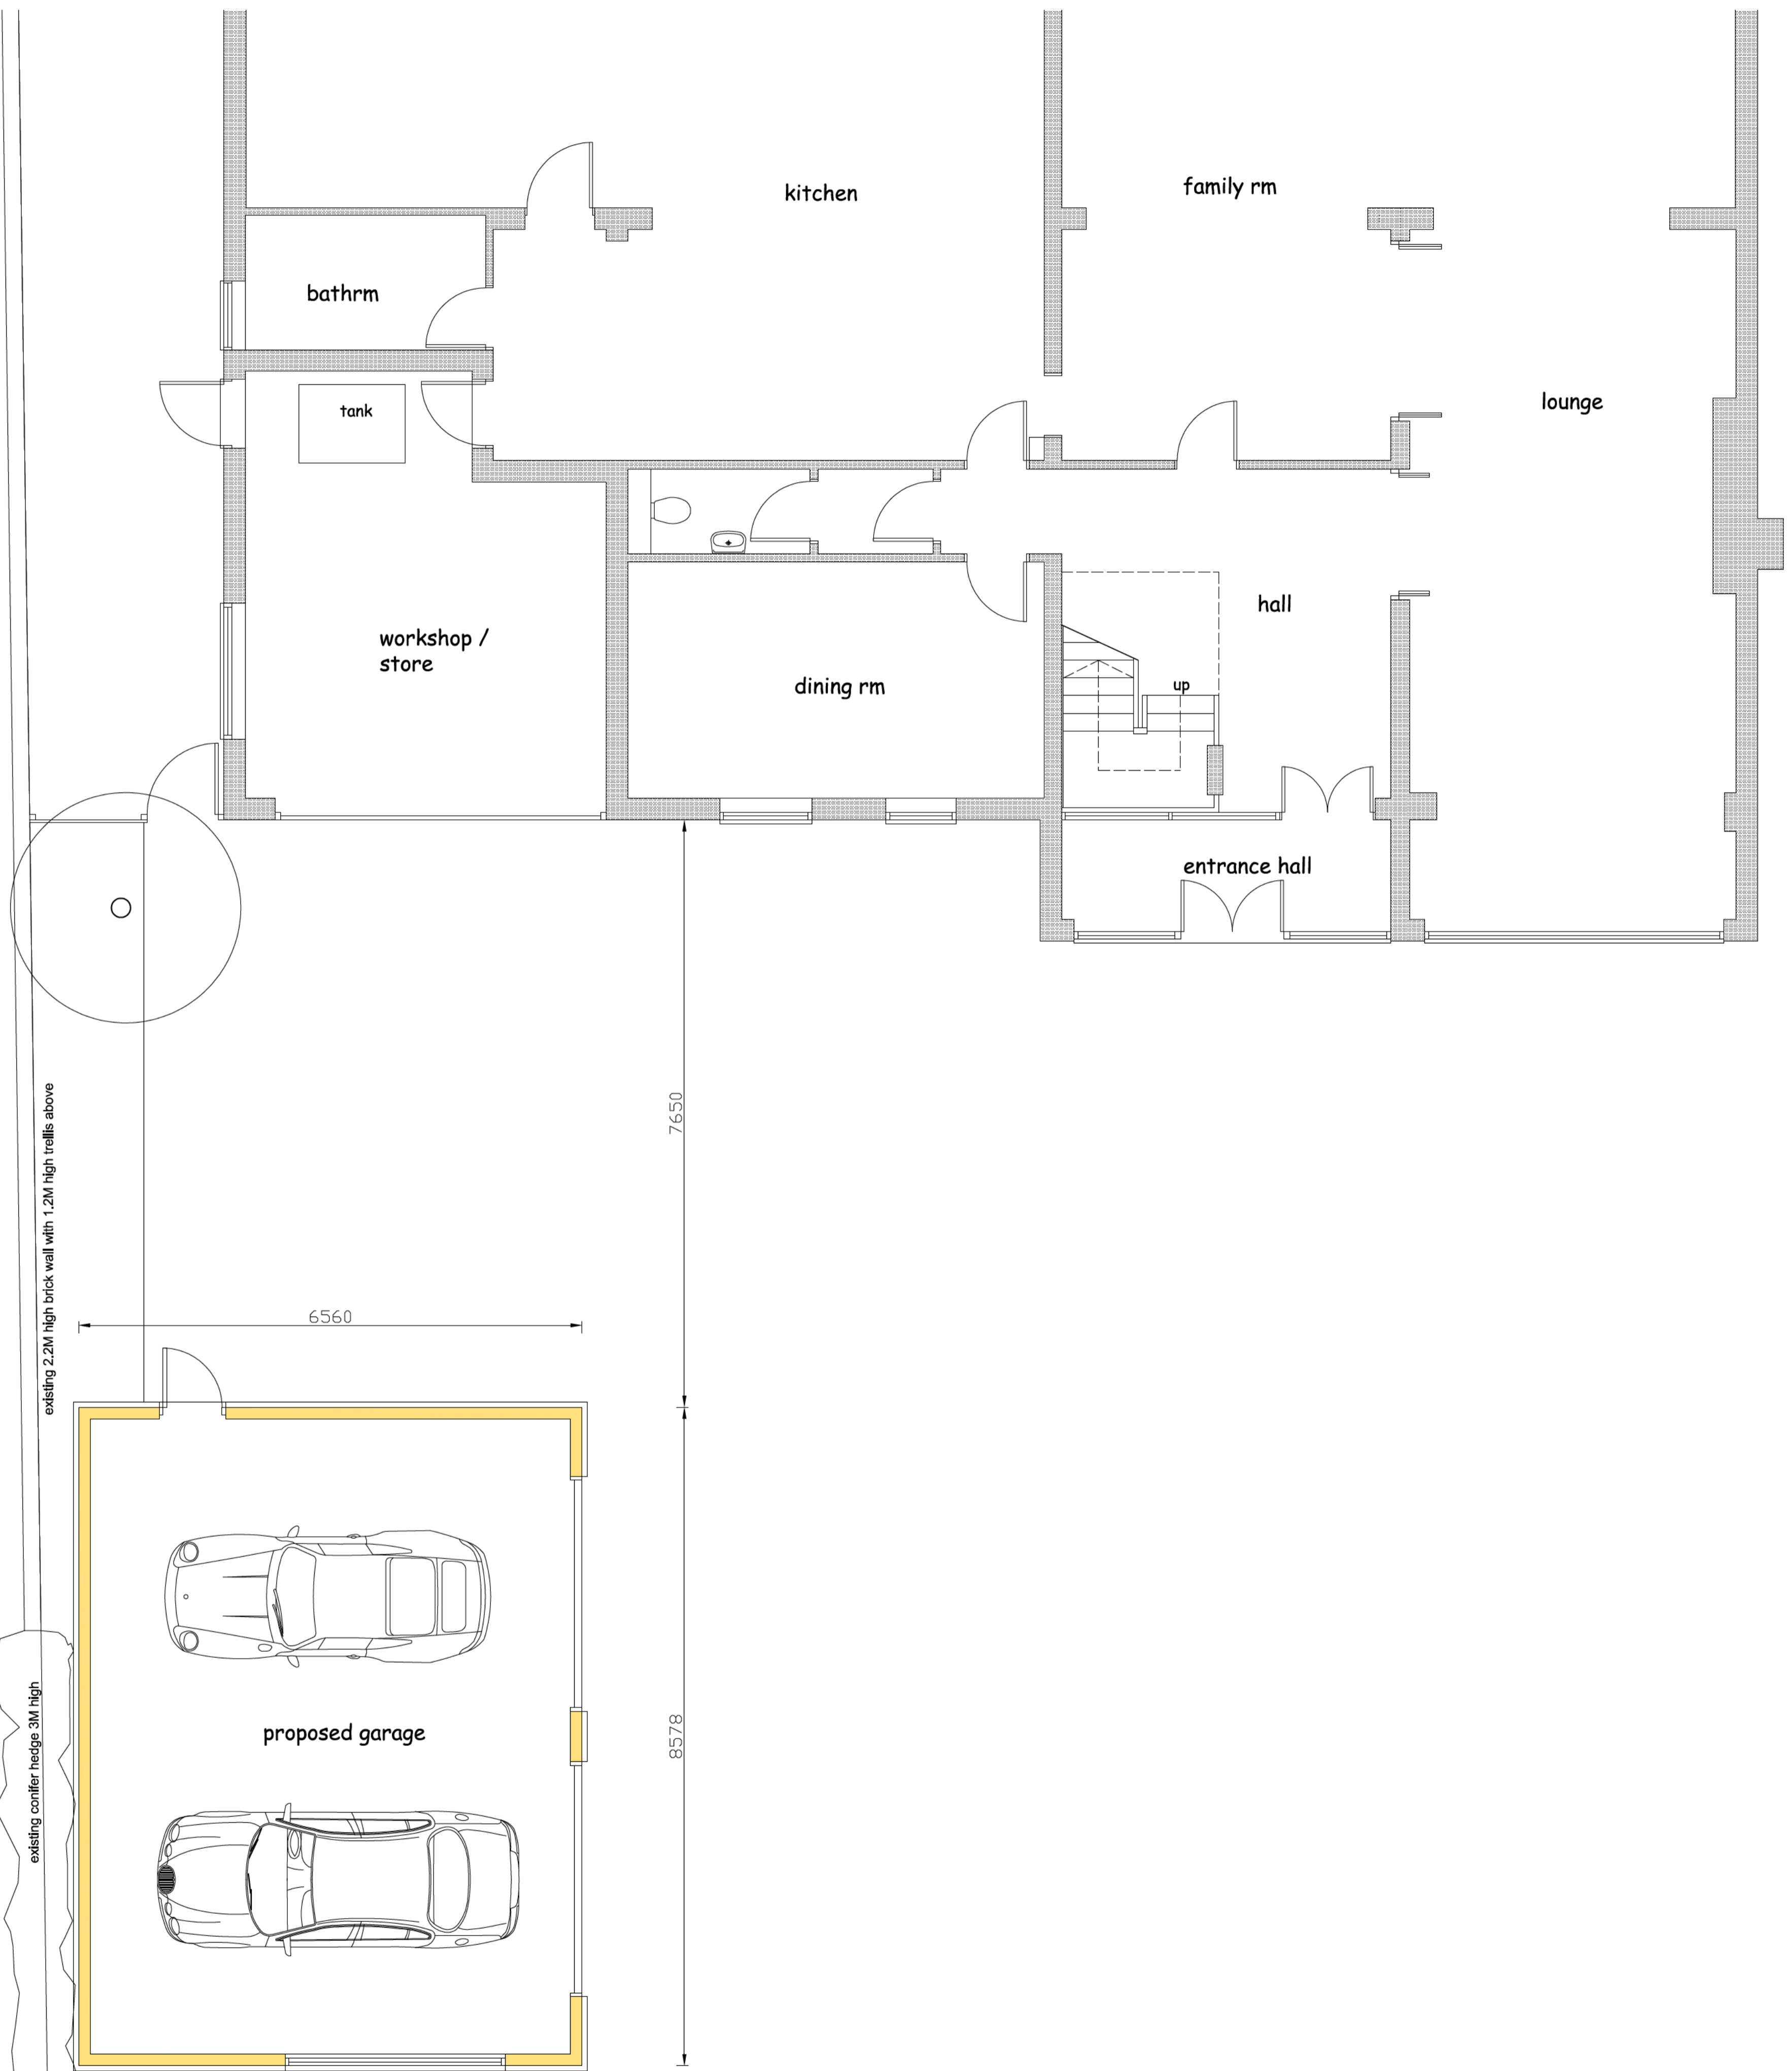 family rm
kitchen
bathrm
lounge
tank
hall
workshop /
store
up
dining rm
entrance hall
7650
existing 2.2M high brick wall with 1.2M high trellis above
6560
proposed garage
8578
existing conifer hedge 3M high